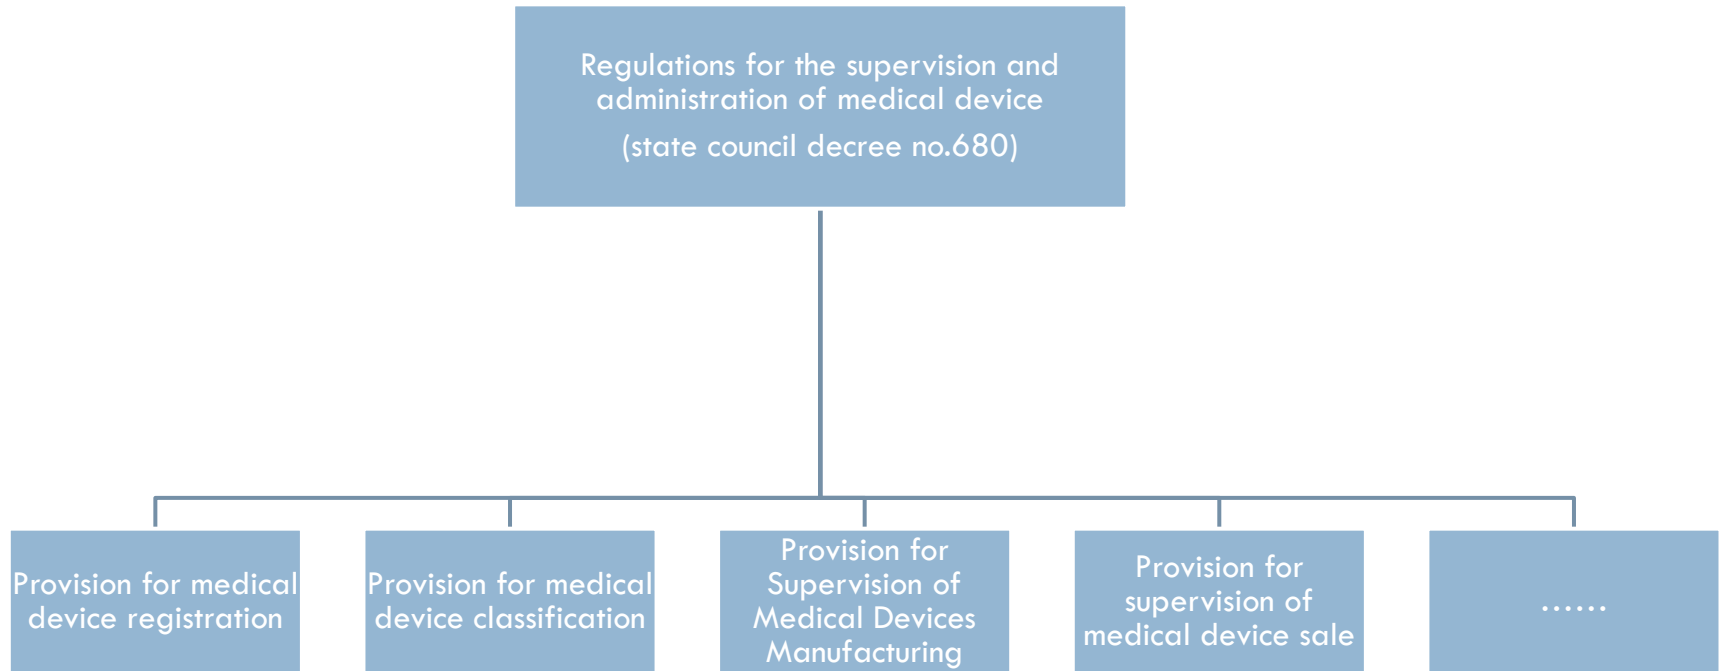 Regulations for the supervision and
administration of medical device
(state council decree no.680)
Provision for medical
device registration
Provision for medical
device classification
Provision for
Supervision of
Medical Devices
Manufacturing
Provision for
supervision of
medical device sale
......